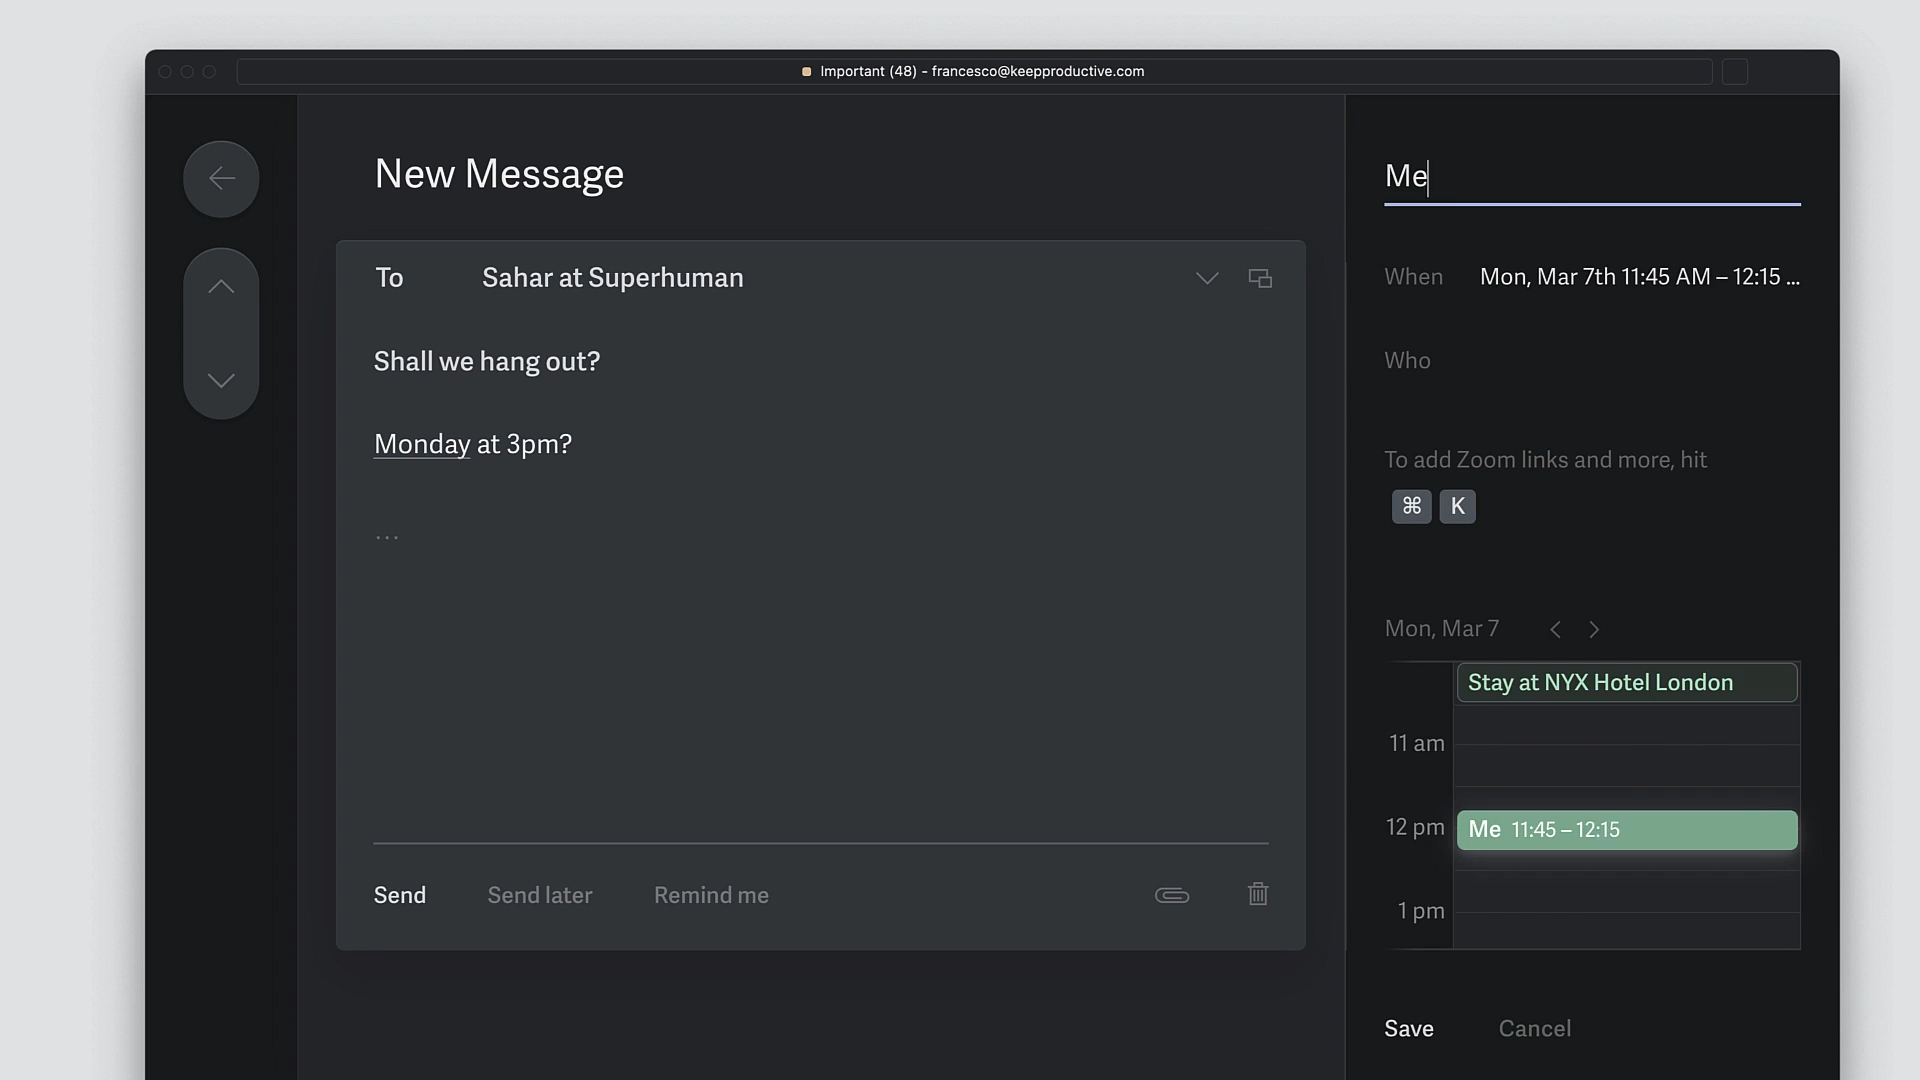 Important (48) - francesco@keepproductive.com
New Message
To Sahar at Superhuman
Shall we hang out?
Monday at 3pm?
...
Send Send later Remind me
Me
When Mon, Mar 7th 11:45 AM – 12:15 ...
Who
To add Zoom links and more, hit
⌘ K
Mon, Mar 7
Stay at NYX Hotel London
11 am
12 pm Me 11:45 – 12:15
1 pm
Save Cancel